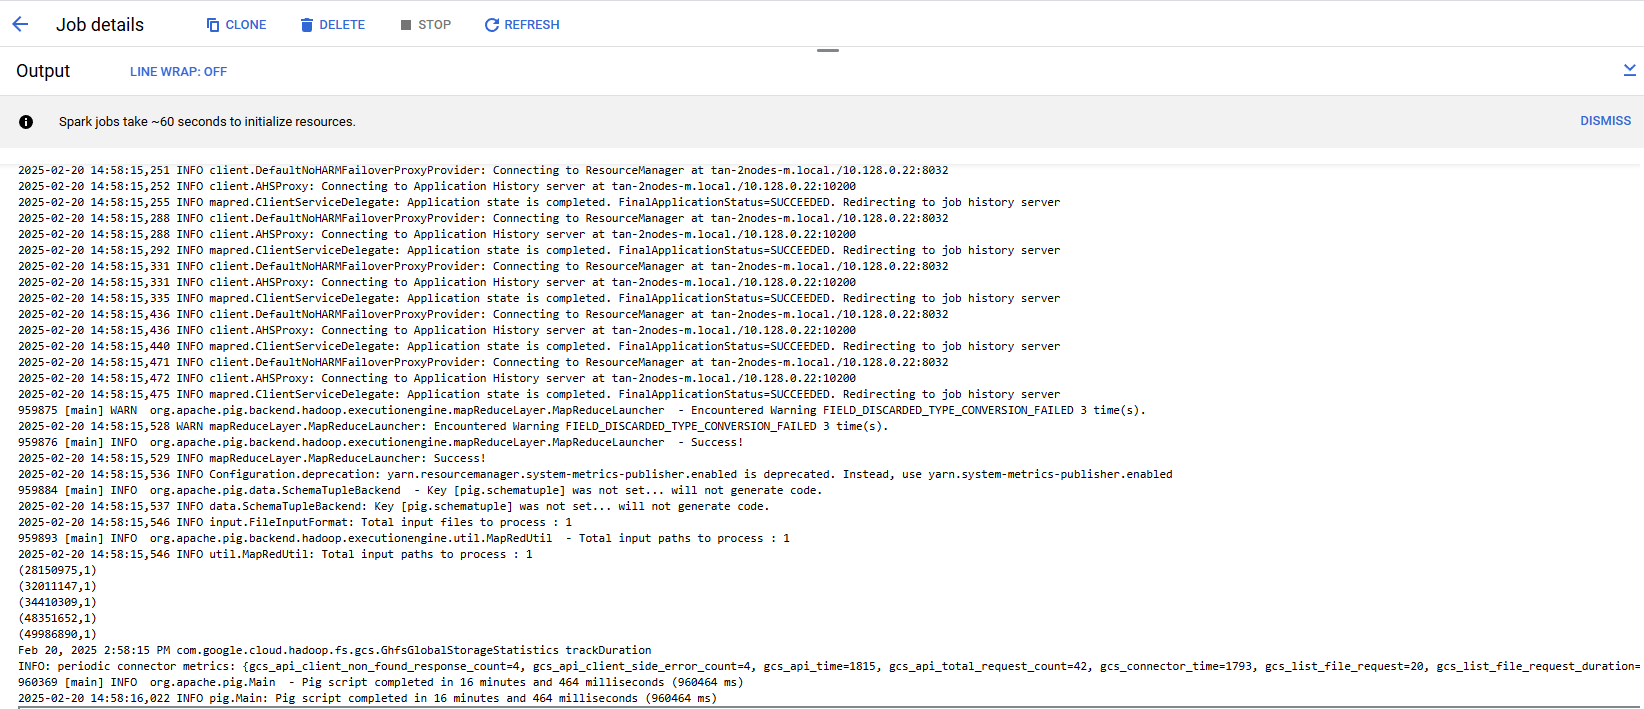 Job details
CLONE
DELETE
STOP
REFRESH
Output
LINE WRAP: OFF
Spark jobs take ~60 seconds to initialize resources.
DISMISS
2025-02-20 14:58:15,251 INFO client.DefaultNoHARMFailoverProxyProvider: Connecting to ResourceManager at tan-2nodes-m.local./10.128.0.22:8032
2025-02-20 14:58:15,252 INFO client.AHSProxy: Connecting to Application History server at tan-2nodes-m.local./10.128.0.22:10200
2025-02-20 14:58:15,255 INFO mapred.ClientServiceDelegate: Application state is completed. FinalApplicationStatus=SUCCEEDED. Redirecting to job history server
2025-02-20 14:58:15,288 INFO client.DefaultNoHARMFailoverProxyProvider: Connecting to ResourceManager at tan-2nodes-m.local./10.128.0.22:8032
2025-02-20 14:58:15,288 INFO client.AHSProxy: Connecting to Application History server at tan-2nodes-m.local./10.128.0.22:10200
2025-02-20 14:58:15,292 INFO mapred.ClientServiceDelegate: Application state is completed. FinalApplicationStatus=SUCCEEDED. Redirecting to job history server
2025-02-20 14:58:15,331 INFO client.DefaultNoHARMFailoverProxyProvider: Connecting to ResourceManager at tan-2nodes-m.local./10.128.0.22:8032
2025-02-20 14:58:15,331 INFO client.AHSProxy: Connecting to Application History server at tan-2nodes-m.local./10.128.0.22:10200
2025-02-20 14:58:15,335 INFO mapred.ClientServiceDelegate: Application state is completed. FinalApplicationStatus=SUCCEEDED. Redirecting to job history server
2025-02-20 14:58:15,436 INFO client.DefaultNoHARMFailoverProxyProvider: Connecting to ResourceManager at tan-2nodes-m.local./10.128.0.22:8032
2025-02-20 14:58:15,436 INFO client.AHSProxy: Connecting to Application History server at tan-2nodes-m.local./10.128.0.22:10200
2025-02-20 14:58:15,440 INFO mapred.ClientServiceDelegate: Application state is completed. FinalApplicationStatus=SUCCEEDED. Redirecting to job history server
2025-02-20 14:58:15,471 INFO client.DefaultNoHARMFailoverProxyProvider: Connecting to ResourceManager at tan-2nodes-m.local./10.128.0.22:8032
2025-02-20 14:58:15,472 INFO client.AHSProxy: Connecting to Application History server at tan-2nodes-m.local./10.128.0.22:10200
2025-02-20 14:58:15,475 INFO mapred.ClientServiceDelegate: Application state is completed. FinalApplicationStatus=SUCCEEDED. Redirecting to job history server
959875 [main] WARN  org.apache.pig.backend.hadoop.executionengine.mapReduceLayer.MapReduceLauncher  - Encountered Warning FIELD_DISCARDED_TYPE_CONVERSION_FAILED 3 time(s).
2025-02-20 14:58:15,528 WARN mapReduceLayer.MapReduceLauncher: Encountered Warning FIELD_DISCARDED_TYPE_CONVERSION_FAILED 3 time(s).
959876 [main] INFO  org.apache.pig.backend.hadoop.executionengine.mapReduceLayer.MapReduceLauncher  - Success!
2025-02-20 14:58:15,529 INFO mapReduceLayer.MapReduceLauncher: Success!
2025-02-20 14:58:15,536 INFO Configuration.deprecation: yarn.resourcemanager.system-metrics-publisher.enabled is deprecated. Instead, use yarn.system-metrics-publisher.enabled
959884 [main] INFO  org.apache.pig.data.SchemaTupleBackend  - Key [pig.schematuple] was not set... will not generate code.
2025-02-20 14:58:15,537 INFO data.SchemaTupleBackend: Key [pig.schematuple] was not set... will not generate code.
2025-02-20 14:58:15,546 INFO input.FileInputFormat: Total input files to process : 1
959893 [main] INFO  org.apache.pig.backend.hadoop.executionengine.util.MapRedUtil  - Total input paths to process : 1
2025-02-20 14:58:15,546 INFO util.MapRedUtil: Total input paths to process : 1
(28150975,1)
(32011147,1)
(34410309,1)
(48351652,1)
(49986890,1)
Feb 20, 2025 2:58:15 PM com.google.cloud.hadoop.fs.gcs.GhfsGlobalStorageStatistics trackDuration
INFO: periodic connector metrics: {gcs_api_client_non_found_response_count=4, gcs_api_client_side_error_count=4, gcs_api_time=1815, gcs_api_total_request_count=42, gcs_connector_time=1793, gcs_list_file_request=20, gcs_list_file_request_duration=
960369 [main] INFO  org.apache.pig.Main  - Pig script completed in 16 minutes and 464 milliseconds (960464 ms)
2025-02-20 14:58:16,022 INFO pig.Main: Pig script completed in 16 minutes and 464 milliseconds (960464 ms)